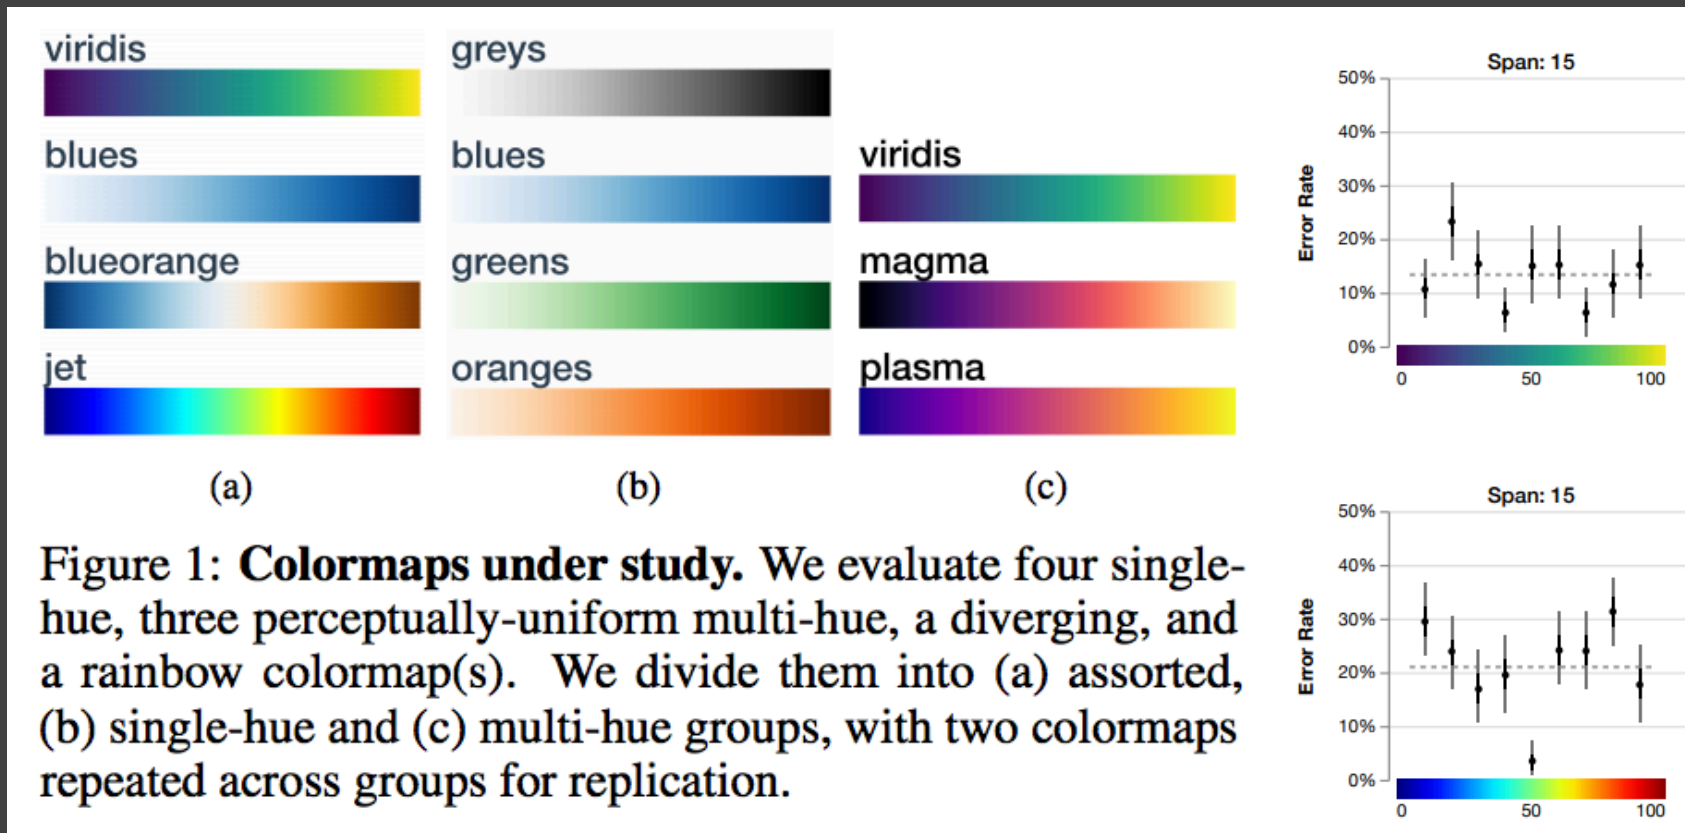 viridis
blues
blueorange
jet
(a)
greys
blues
greens
oranges
(b)
viridis
magma
plasma
(c)
Figure 1: Colormaps under study. We evaluate four single-
hue, three perceptually-uniform multi-hue, a diverging, and
a rainbow colormap(s). We divide them into (a) assorted,
(b) single-hue and (c) multi-hue groups, with two colormaps
repeated across groups for replication.
Span: 15
Error Rate
50%
40%
30%
20%
10%
0%
0 50 100
Span: 15
Error Rate
50%
40%
30%
20%
10%
0%
0 50 100